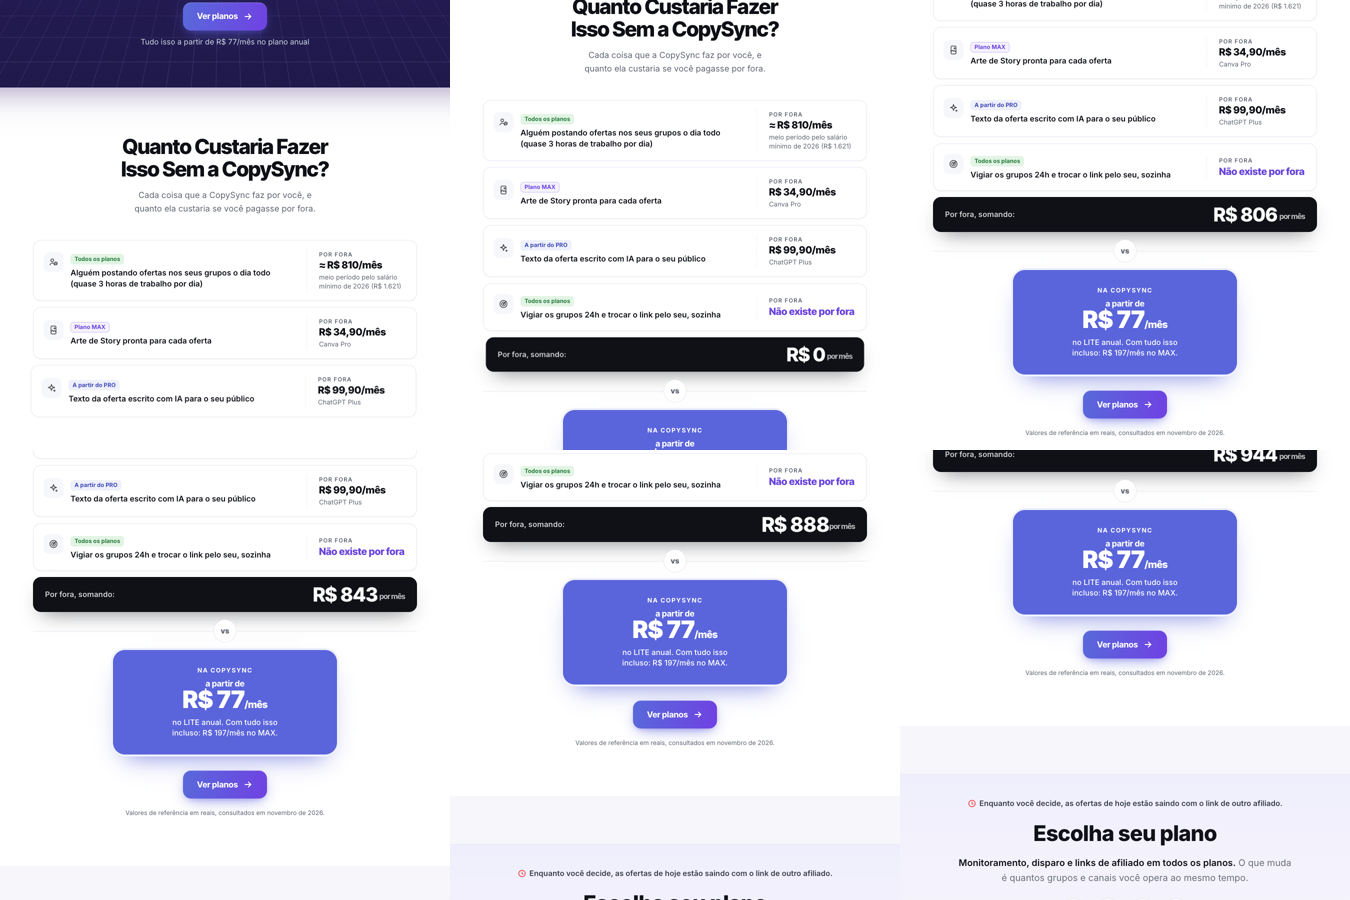 Ver planos
Tudo isso a partir de R$ 77/mês no plano anual
Quanto Custaria Fazer
Isso Sem a CopySync?
Cada coisa que a CopySync faz por você, e
quanto ela custaria se você pagasse por fora.
Todos os planos
Alguém postando ofertas nos seus grupos o dia todo
(quase 3 horas de trabalho por dia)
POR FORA
≈ R$ 810/mês
meio período pelo salário
mínimo de 2026 (R$ 1.621)
Plano MAX
Arte de Story pronta para cada oferta
POR FORA
R$ 34,90/mês
Canva Pro
A partir do PRO
Texto da oferta escrito com IA para o seu público
POR FORA
R$ 99,90/mês
ChatGPT Plus
Quanto Custaria Fazer
Isso Sem a CopySync?
Cada coisa que a CopySync faz por você, e
quanto ela custaria se você pagasse por fora.
Todos os planos
Alguém postando ofertas nos seus grupos o dia todo
(quase 3 horas de trabalho por dia)
POR FORA
≈ R$ 810/mês
meio período pelo salário
mínimo de 2026 (R$ 1.621)
Plano MAX
Arte de Story pronta para cada oferta
POR FORA
R$ 34,90/mês
Canva Pro
A partir do PRO
Texto da oferta escrito com IA para o seu público
POR FORA
R$ 99,90/mês
ChatGPT Plus
Todos os planos
Vigiar os grupos 24h e trocar o link pelo seu, sozinha
POR FORA
Não existe por fora
Por fora, somando:
R$ 0 por mês
vs
NA COPYSYNC
a partir de
(quase 3 horas de trabalho por dia)
mínimo de 2026 (R$ 1.621)
Plano MAX
Arte de Story pronta para cada oferta
POR FORA
R$ 34,90/mês
Canva Pro
A partir do PRO
Texto da oferta escrito com IA para o seu público
POR FORA
R$ 99,90/mês
ChatGPT Plus
Todos os planos
Vigiar os grupos 24h e trocar o link pelo seu, sozinha
POR FORA
Não existe por fora
Por fora, somando:
R$ 806 por mês
vs
NA COPYSYNC
a partir de
R$ 77/mês
no LITE anual. Com tudo isso
incluso: R$ 197/mês no MAX.
Ver planos
Valores de referência em reais, consultados em novembro de 2026.
A partir do PRO
Texto da oferta escrito com IA para o seu público
POR FORA
R$ 99,90/mês
ChatGPT Plus
Todos os planos
Vigiar os grupos 24h e trocar o link pelo seu, sozinha
POR FORA
Não existe por fora
Por fora, somando:
R$ 843 por mês
vs
NA COPYSYNC
a partir de
R$ 77/mês
no LITE anual. Com tudo isso
incluso: R$ 197/mês no MAX.
Ver planos
Valores de referência em reais, consultados em novembro de 2026.
Todos os planos
Vigiar os grupos 24h e trocar o link pelo seu, sozinha
POR FORA
Não existe por fora
Por fora, somando:
R$ 888 por mês
vs
NA COPYSYNC
a partir de
R$ 77/mês
no LITE anual. Com tudo isso
incluso: R$ 197/mês no MAX.
Ver planos
Valores de referência em reais, consultados em novembro de 2026.
Enquanto você decide, as ofertas de hoje estão saindo com o link de outro afiliado.
Escolha seu plano
Por fora, somando:
R$ 944 por mês
vs
NA COPYSYNC
a partir de
R$ 77/mês
no LITE anual. Com tudo isso
incluso: R$ 197/mês no MAX.
Ver planos
Valores de referência em reais, consultados em novembro de 2026.
Enquanto você decide, as ofertas de hoje estão saindo com o link de outro afiliado.
Escolha seu plano
Monitoramento, disparo e links de afiliado em todos os planos. O que muda
é quantos grupos e canais você opera ao mesmo tempo.